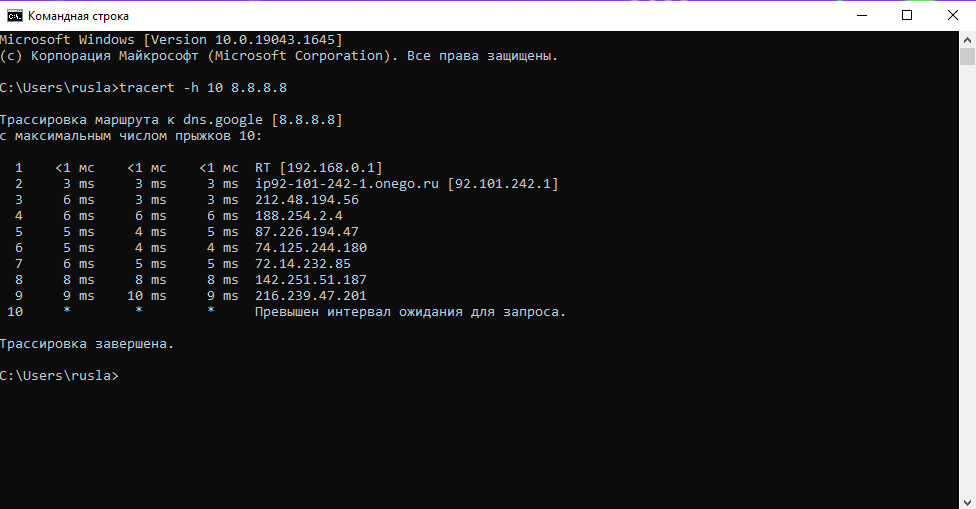 Командная строка
Microsoft Windows [Version 10.0.19043.1645]
(c) Корпорация Майкрософт (Microsoft Corporation). Все права защищены.
C:\Users\rusla>tracert -h 10 8.8.8.8
Трассировка маршрута к dns.google [8.8.8.8]
с максимальным числом прыжков 10:
1 <1 мс <1 мс <1 мс RT [192.168.0.1]
2 3 ms 3 ms 3 ms ip92-101-242-1.onego.ru [92.101.242.1]
3 6 ms 3 ms 3 ms 212.48.194.56
4 6 ms 6 ms 6 ms 188.254.2.4
5 5 ms 4 ms 5 ms 87.226.194.47
6 5 ms 4 ms 4 ms 74.125.244.180
7 6 ms 5 ms 5 ms 72.14.232.85
8 8 ms 8 ms 8 ms 142.251.51.187
9 9 ms 10 ms 9 ms 216.239.47.201
10 * * * Превышен интервал ожидания для запроса.
Трассировка завершена.
C:\Users\rusla>